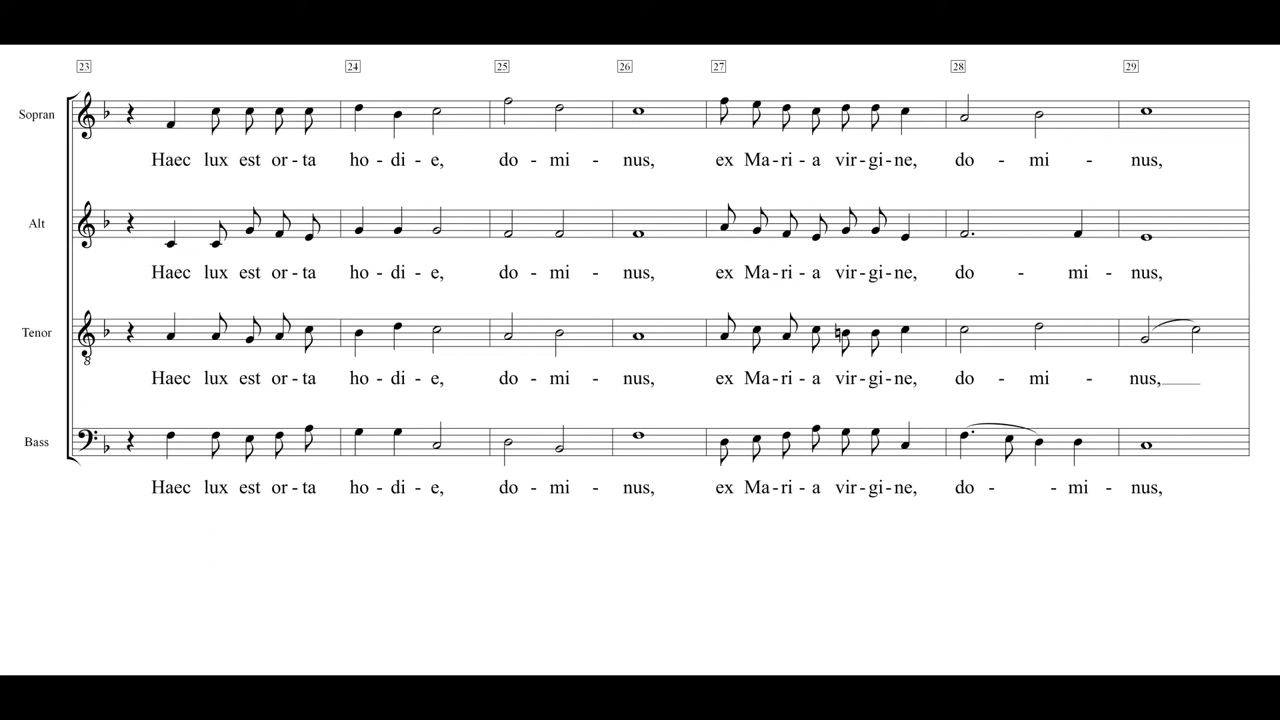 23 24 25 26 27 28 29
Sopran
Haec lux est or-ta ho-di-e, do-mi-nus, ex Ma-ri-a vir-gi-ne, do-mi-nus,
Alt
Haec lux est or-ta ho-di-e, do-mi-nus, ex Ma-ri-a vir-gi-ne, do-mi-nus,
Tenor
8
Haec lux est or-ta ho-di-e, do-mi-nus, ex Ma-ri-a vir-gi-ne, do-mi-nus,
Bass
Haec lux est or-ta ho-di-e, do-mi-nus, ex Ma-ri-a vir-gi-ne, do-mi-nus,